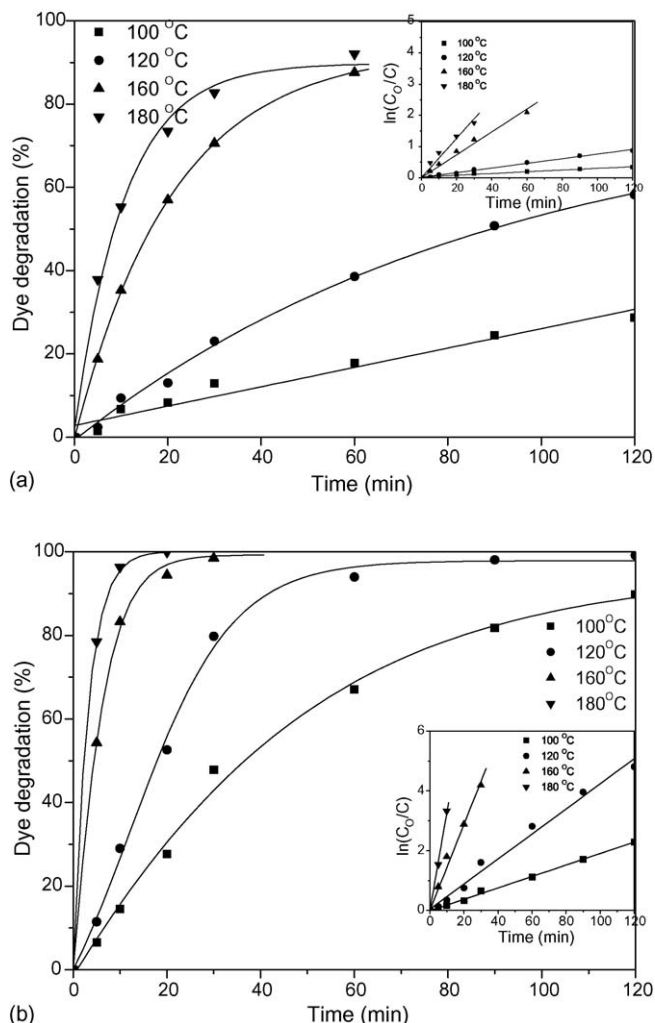 100
100 °C
120 °C
160 °C
180 °C
80
60
40
20
0
Dye degradation (%)
0 20 40 60 80 100 120
Time (min)
(a)
5
4
3
2
1
0
ln(C_O/C)
100 °C
120 °C
160 °C
180 °C
0 20 40 60 80 100 120
Time (min)
100
80
60
40
20
0
Dye degradation (%)
100°C
120°C
160°C
180°C
0 20 40 60 80 100 120
Time (min)
(b)
6
4
2
0
ln(C_O/C)
100 °C
120 °C
160 °C
180 °C
0 20 40 60 80 100 120
Time (min)